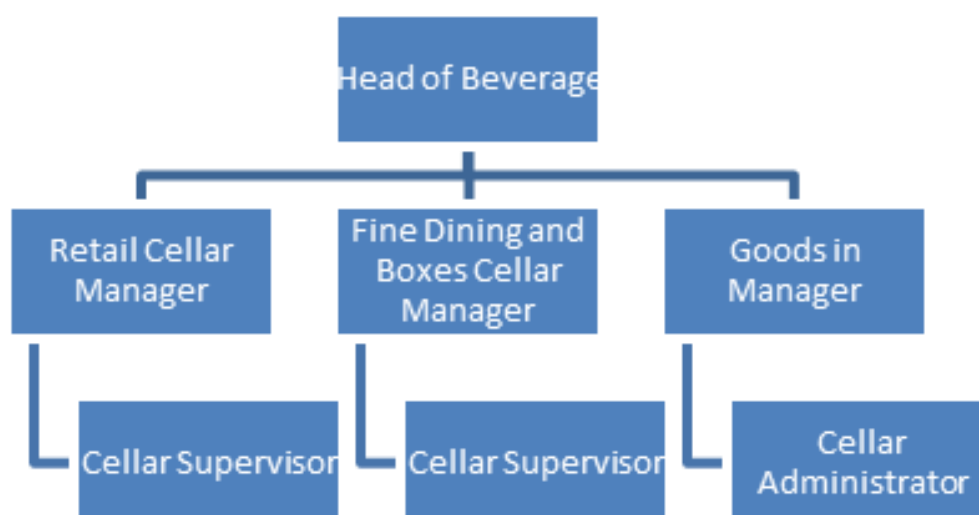 Head of Beverage
Retail Cellar
Manager
Fine Dining and
Boxes Cellar
Manager
Goods in
Manager
Cellar Supervisor
Cellar Supervisor
Cellar
Administrator